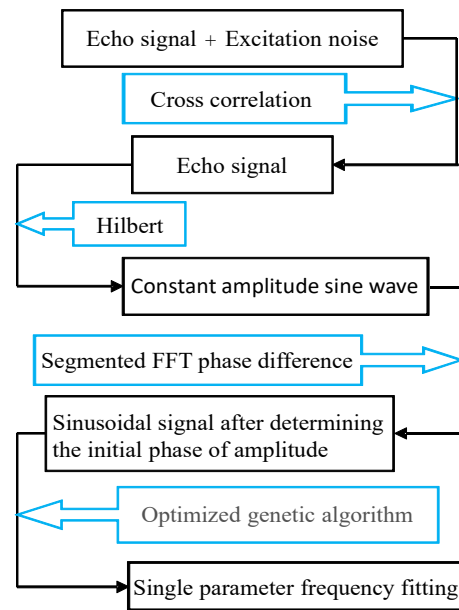 Echo signal + Excitation noise
Cross correlation
Echo signal
Hilbert
Constant amplitude sine wave
Segmented FFT phase difference
Sinusoidal signal after determining
the initial phase of amplitude
Optimized genetic algorithm
Single parameter frequency fitting